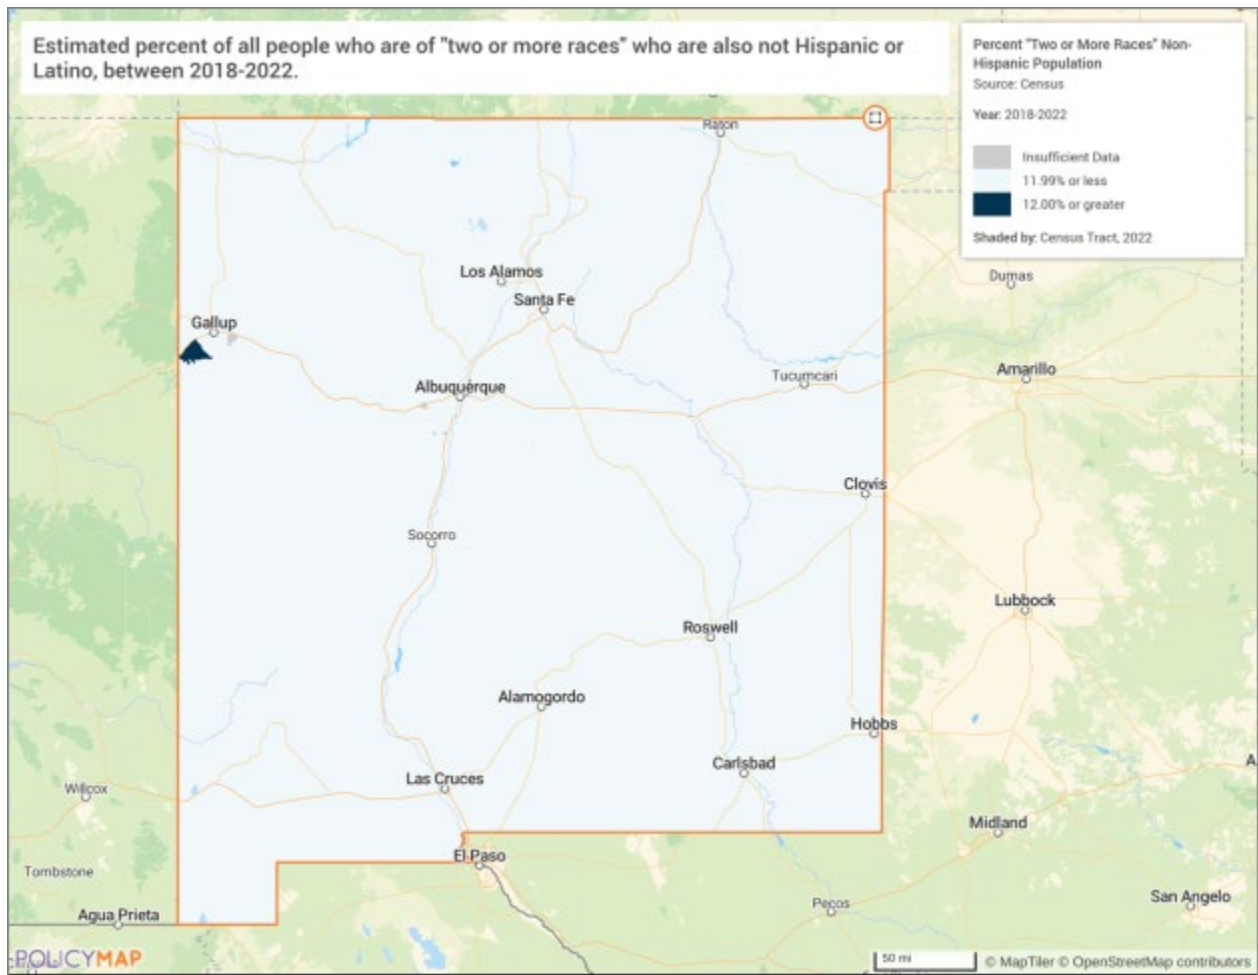 Estimated percent of all people who are of "two or more races" who are also not Hispanic or
Latino, between 2018-2022.
Percent "Two or More Races" Non-
Hispanic Population
Source: Census
Year: 2018-2022
Insufficient Data
11.99% or less
12.00% or greater
Shaded by: Census Tract, 2022
Raton
Los Alamos
Dumas
Santa Fe
Gallup
Amarillo
Tucumcari
Albuquerque
Clovis
Socorro
Lubbock
Roswell
Alamogordo
Hobbs
Carlsbad
A
Las Cruces
Willcox
Midland
El Paso
Tombstone
San Angelo
Pecos
Agua Prieta
POLICYMAP
50 mi
© MapTiler © OpenStreetMap contributors